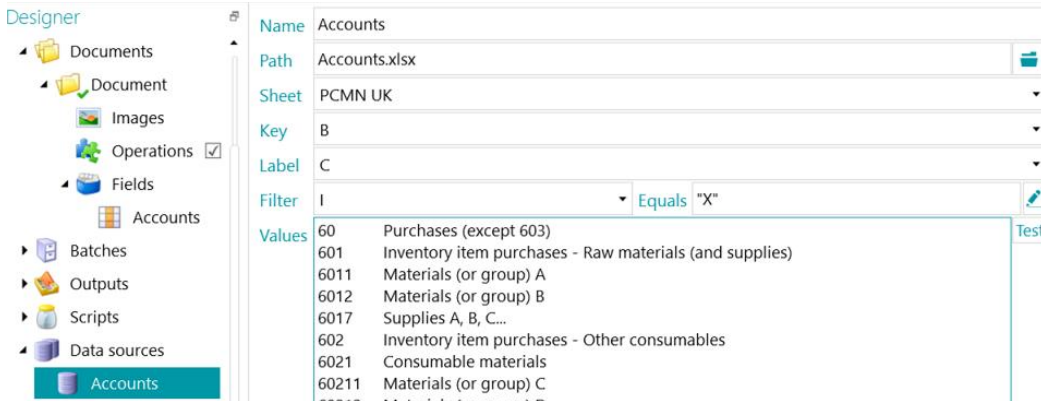 Designer
Documents
Document
Images
Operations
Fields
Accounts
Batches
Outputs
Scripts
Data sources
Accounts
Name Accounts
Path Accounts.xlsx
Sheet PCMN UK
Key B
Label C
Filter I Equals "X"
Values
60 Purchases (except 603)
601 Inventory item purchases - Raw materials (and supplies)
6011 Materials (or group) A
6012 Materials (or group) B
6017 Supplies A, B, C...
602 Inventory item purchases - Other consumables
6021 Consumable materials
60211 Materials (or group) C
Test